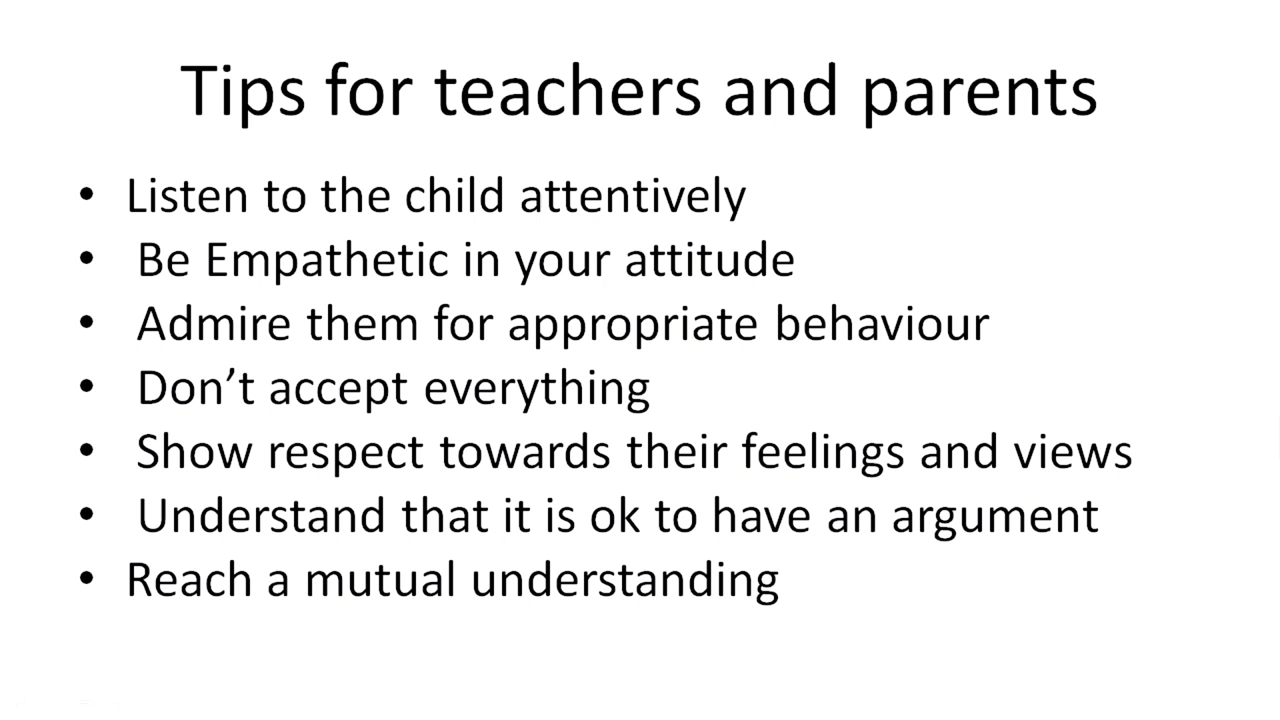 Tips for teachers and parents
• Listen to the child attentively
• Be Empathetic in your attitude
• Admire them for appropriate behaviour
• Don’t accept everything
• Show respect towards their feelings and views
• Understand that it is ok to have an argument
• Reach a mutual understanding